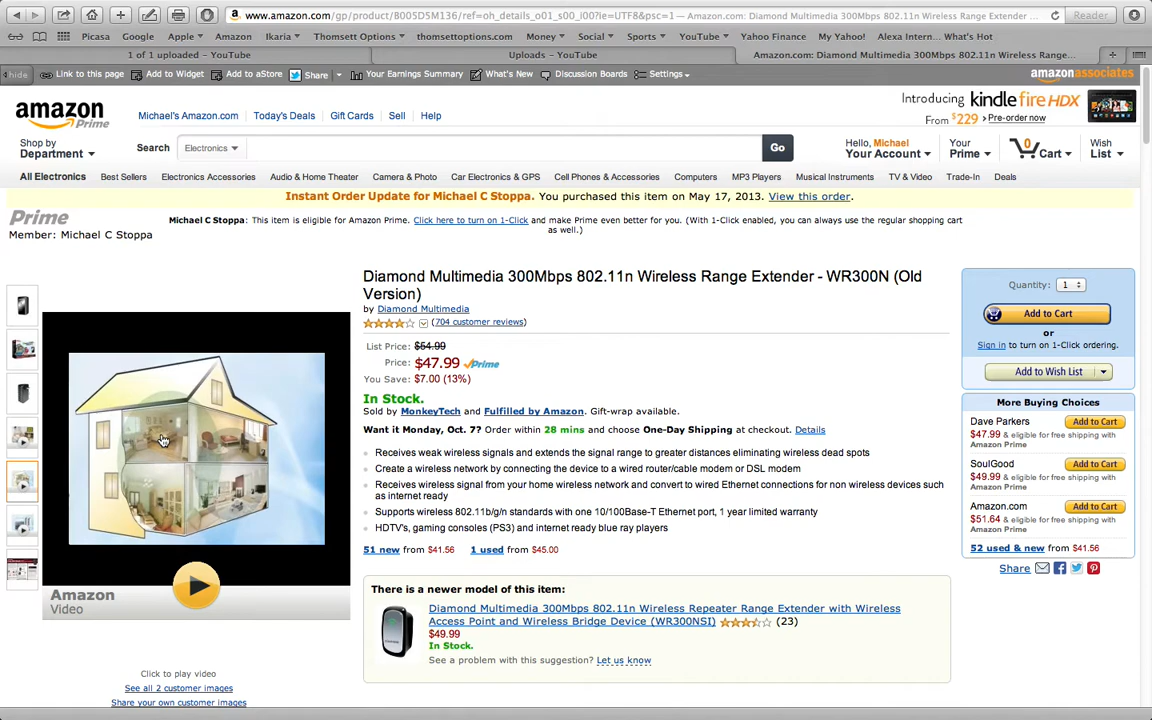 www.amazon.com/gp/product/B005D5M136/ref=oh_details_o01_s00_i00?ie=UTF8&psc=1 — Amazon.com: Diamond Multimedia 300Mbps 802.11n Wireless Range Extender ...
Reader
Picasa Google Apple Amazon Ikaria Thomsett Options thomsettoptions.com Money Social Sports YouTube Yahoo Finance My Yahoo! Alexa Intern... What's Hot
1 of 1 uploaded - YouTube
Uploads - YouTube
Amazon.com: Diamond Multimedia 300Mbps 802.11n Wireless Range...
hide Link to this page Add to Widget Add to aStore Share Your Earnings Summary What's New Discussion Boards Settings
amazonassociates
amazon
Prime
Michael's Amazon.com Today's Deals Gift Cards Sell Help
Introducing kindle fire HDX
From $229 Pre-order now
Shop by
Department
Search
Electronics
Go
Hello, Michael
Your Account
Your
Prime
0
Cart
Wish
List
All Electronics Best Sellers Electronics Accessories Audio & Home Theater Camera & Photo Car Electronics & GPS Cell Phones & Accessories Computers MP3 Players Musical Instruments TV & Video Trade-In Deals
Instant Order Update for Michael C Stoppa. You purchased this item on May 17, 2013. View this order.
Prime
Member: Michael C Stoppa
Michael C Stoppa: This item is eligible for Amazon Prime. Click here to turn on 1-Click and make Prime even better for you. (With 1-Click enabled, you can always use the regular shopping cart
as well.)
Diamond Multimedia 300Mbps 802.11n Wireless Range Extender - WR300N (Old
Version)
by Diamond Multimedia
(704 customer reviews)
List Price: $54.99
Price: $47.99 Prime
You Save: $7.00 (13%)
In Stock.
Sold by MonkeyTech and Fulfilled by Amazon. Gift-wrap available.
Want it Monday, Oct. 7? Order within 28 mins and choose One-Day Shipping at checkout. Details
Receives weak wireless signals and extends the signal range to greater distances eliminating wireless dead spots
Create a wireless network by connecting the device to a wired router/cable modem or DSL modem
Receives wireless signal from your home wireless network and convert to wired Ethernet connections for non wireless devices such
as internet ready
Supports wireless 802.11b/g/n standards with one 10/100Base-T Ethernet port, 1 year limited warranty
HDTV's, gaming consoles (PS3) and internet ready blue ray players
51 new from $41.56 1 used from $45.00
There is a newer model of this item:
Diamond Multimedia 300Mbps 802.11n Wireless Repeater Range Extender with Wireless
Access Point and Wireless Bridge Device (WR300NSI) (23)
$49.99
In Stock.
See a problem with this suggestion? Let us know
Quantity: 1
Add to Cart
or
Sign in to turn on 1-Click ordering.
Add to Wish List
More Buying Choices
Dave Parkers
Add to Cart
$47.99 & eligible for free shipping with
Amazon Prime
SoulGood
Add to Cart
$49.99 & eligible for free shipping with
Amazon Prime
Amazon.com
Add to Cart
$51.64 & eligible for free shipping with
Amazon Prime
52 used & new from $41.56
Share
Amazon
Video
Click to play video
See all 2 customer images
Share your own customer images